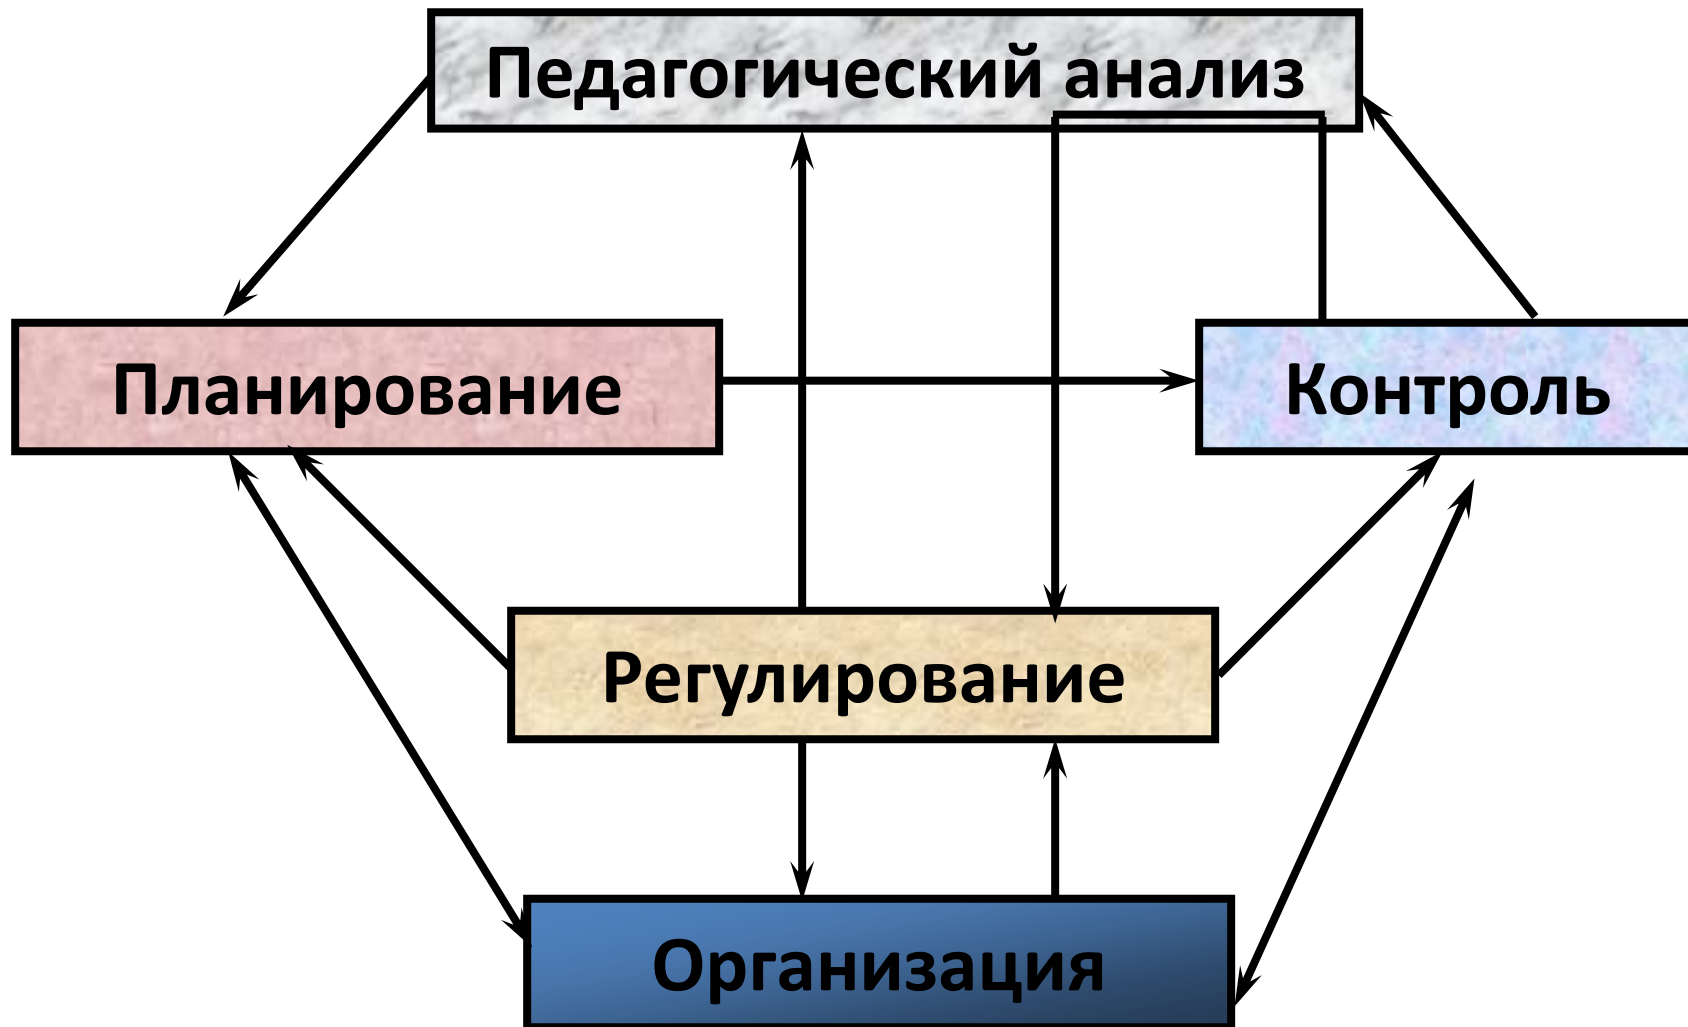 Педагогический анализ
Планирование
Контроль
Регулирование
Организация